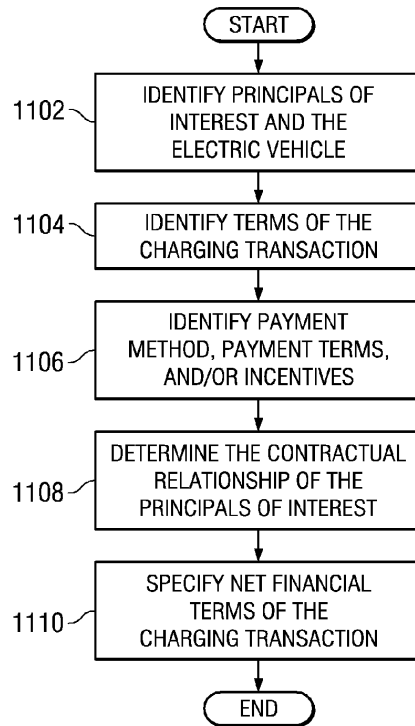 START
1102
IDENTIFY PRINCIPALS OF
INTEREST AND THE
ELECTRIC VEHICLE
1104
IDENTIFY TERMS OF THE
CHARGING TRANSACTION
1106
IDENTIFY PAYMENT
METHOD, PAYMENT TERMS,
AND/OR INCENTIVES
1108
DETERMINE THE CONTRACTUAL
RELATIONSHIP OF THE
PRINCIPALS OF INTEREST
1110
SPECIFY NET FINANCIAL
TERMS OF THE
CHARGING TRANSACTION
END